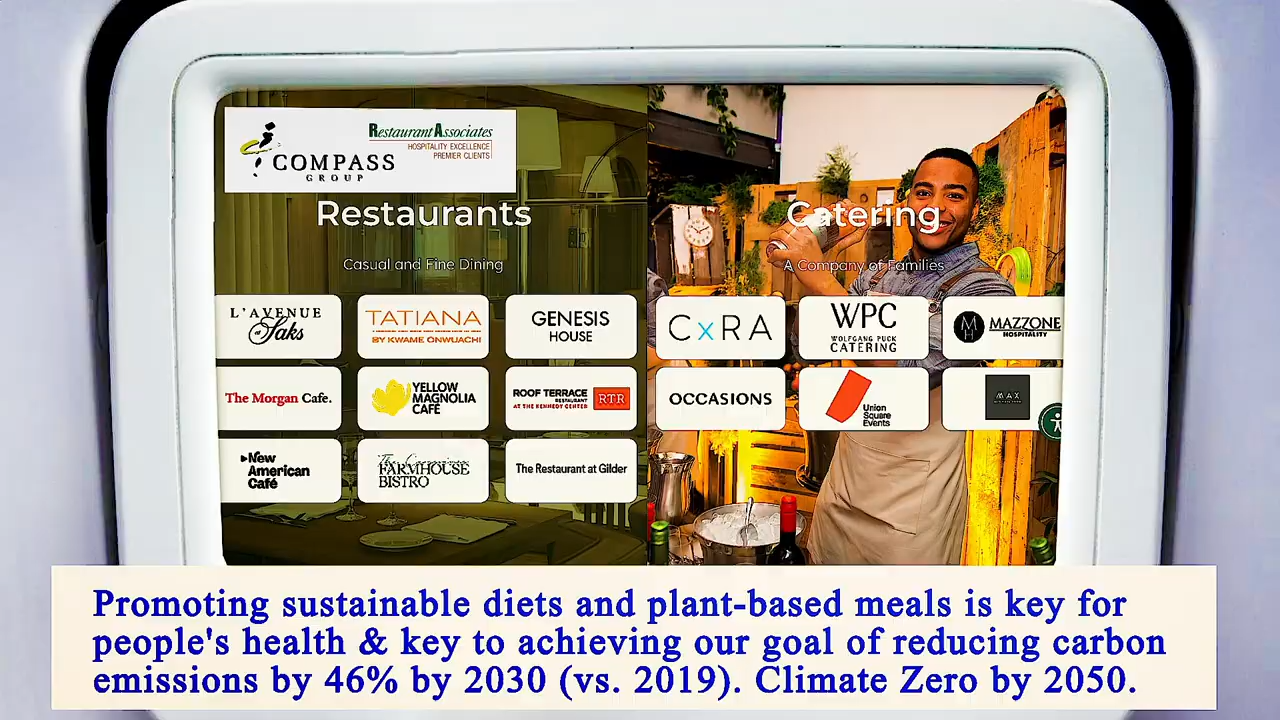 COMPASS
GROUP
RestaurantAssociates
HOSPITALITY EXCELLENCE
PREMIER CLIENTS
Restaurants
Casual and Fine Dining
L'AVENUE
at Saks
TATIANA
BY KWAME ONWUACHI
GENESIS
HOUSE
The Morgan Cafe.
YELLOW
MAGNOLIA
CAFÉ
ROOF TERRACE
RESTAURANT
AT THE KENNEDY CENTER
RTR
New
American
Café
FARMHOUSE
BISTRO
The Restaurant at Gilder
Catering
A Company of Families
CxRA
WPC
WOLFGANG PUCK
CATERING
MH
MAZZONE
HOSPITALITY
OCCASIONS
Union
Square
Events
MAX
Promoting sustainable diets and plant-based meals is key for
people's health & key to achieving our goal of reducing carbon
emissions by 46% by 2030 (vs. 2019). Climate Zero by 2050.